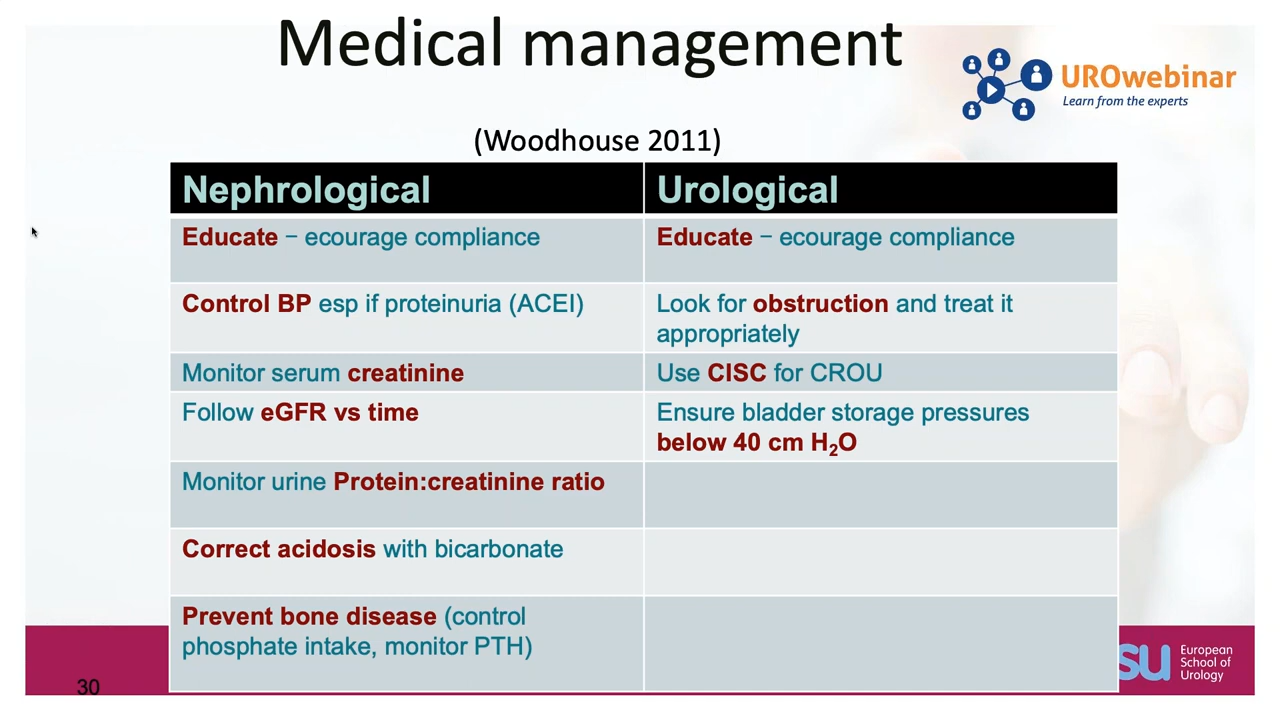 Medical management
UROwebinar
Learn from the experts
(Woodhouse 2011)
Nephrological
Urological
Educate – ecourage compliance
Educate – ecourage compliance
Control BP esp if proteinuria (ACEI)
Look for obstruction and treat it
appropriately
Monitor serum creatinine
Use CISC for CROU
Follow eGFR vs time
Ensure bladder storage pressures
below 40 cm H₂O
Monitor urine Protein:creatinine ratio
Correct acidosis with bicarbonate
Prevent bone disease (control
phosphate intake, monitor PTH)
su
European
School of
Urology
30